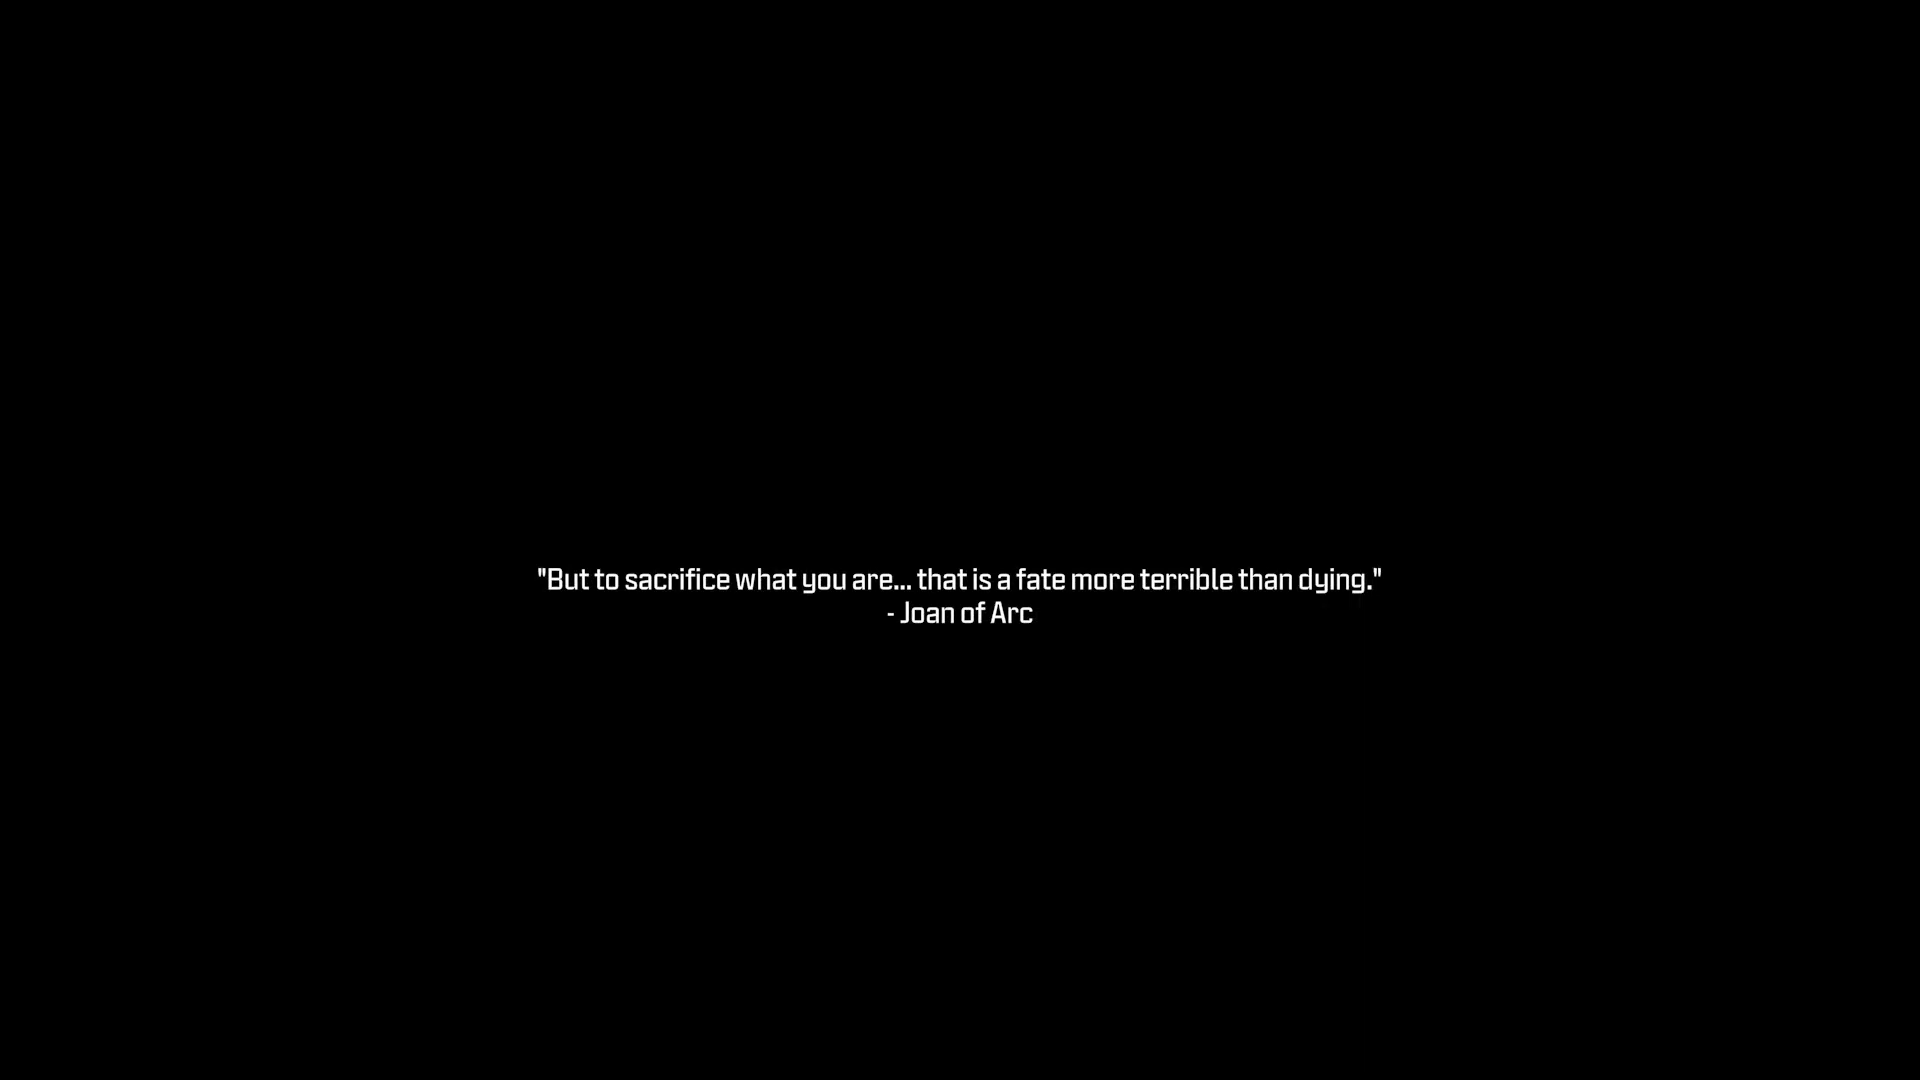 "But to sacrifice what you are... that is a fate more terrible than dying."
- Joan of Arc